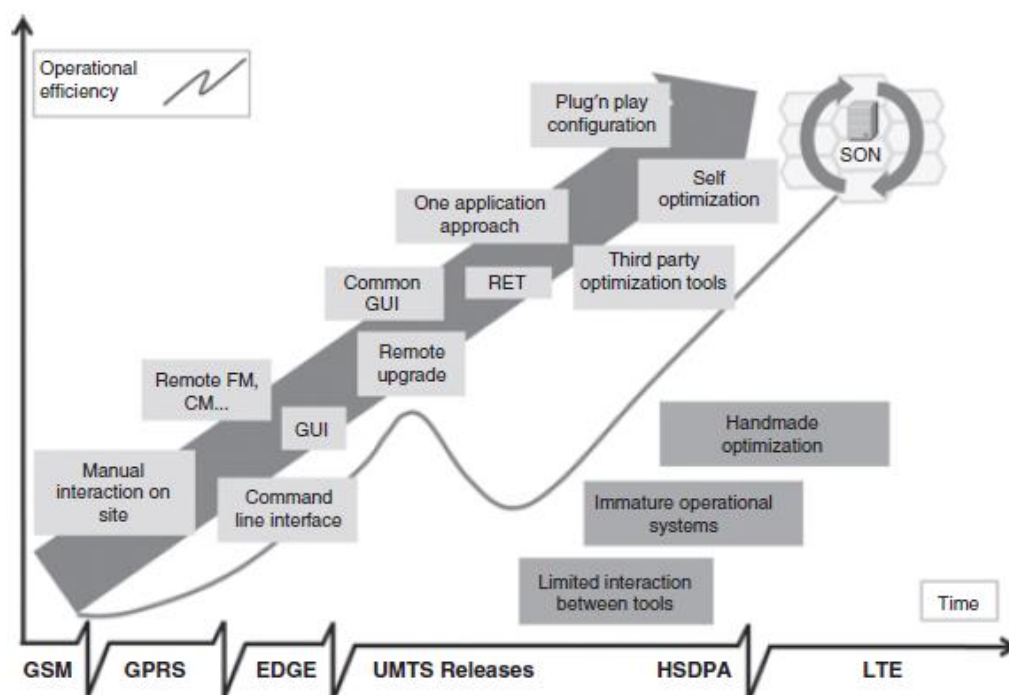 Operational
efficiency
Plug'n play
configuration
SON
Self
optimization
One application
approach
Third party
optimization tools
Common
GUI
RET
Remote
upgrade
Remote FM,
CM...
GUI
Handmade
optimization
Manual
interaction on
site
Command
line interface
Immature operational
systems
Limited interaction
between tools
Time
GSM
GPRS
EDGE
UMTS Releases
HSDPA
LTE